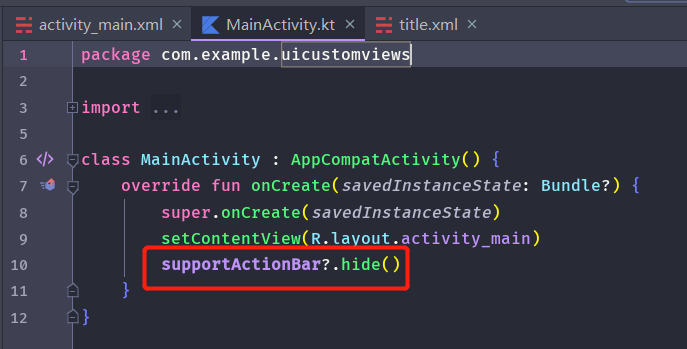 activity_main.xml MainActivity.kt title.xml
1 package com.example.uicustomviews
2
3 import ...
5
6 class MainActivity : AppCompatActivity() {
7 override fun onCreate(savedInstanceState: Bundle?) {
8 super.onCreate(savedInstanceState)
9 setContentView(R.layout.activity_main)
10 supportActionBar?.hide()
11 }
12 }